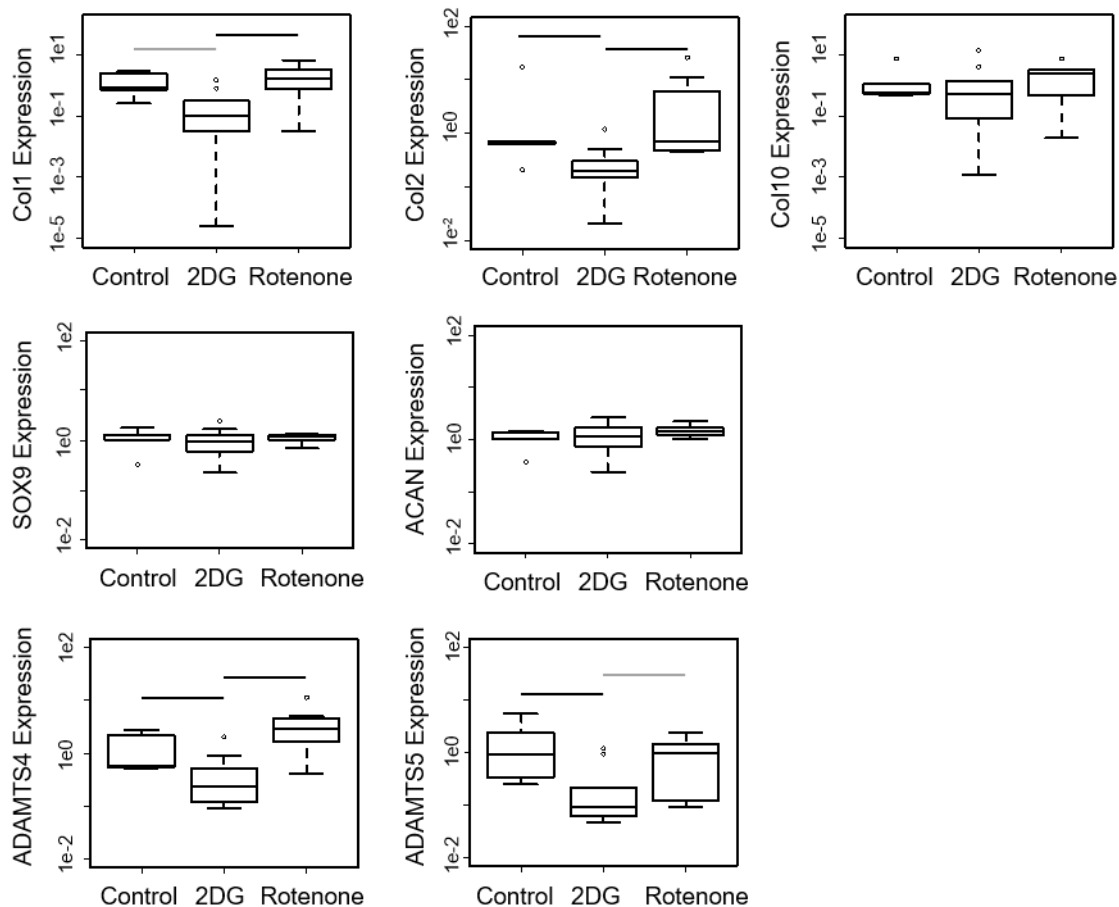 Col1 Expression
1e1
1e-1
1e-3
1e-5
Control 2DG Rotenone
Col2 Expression
1e2
1e0
1e-2
Control 2DG Rotenone
Col10 Expression
1e1
1e-1
1e-3
1e-5
Control 2DG Rotenone
SOX9 Expression
1e2
1e0
1e-2
Control 2DG Rotenone
ACAN Expression
1e2
1e0
1e-2
Control 2DG Rotenone
ADAMTS4 Expression
1e2
1e0
1e-2
Control 2DG Rotenone
ADAMTS5 Expression
1e2
1e0
1e-2
Control 2DG Rotenone